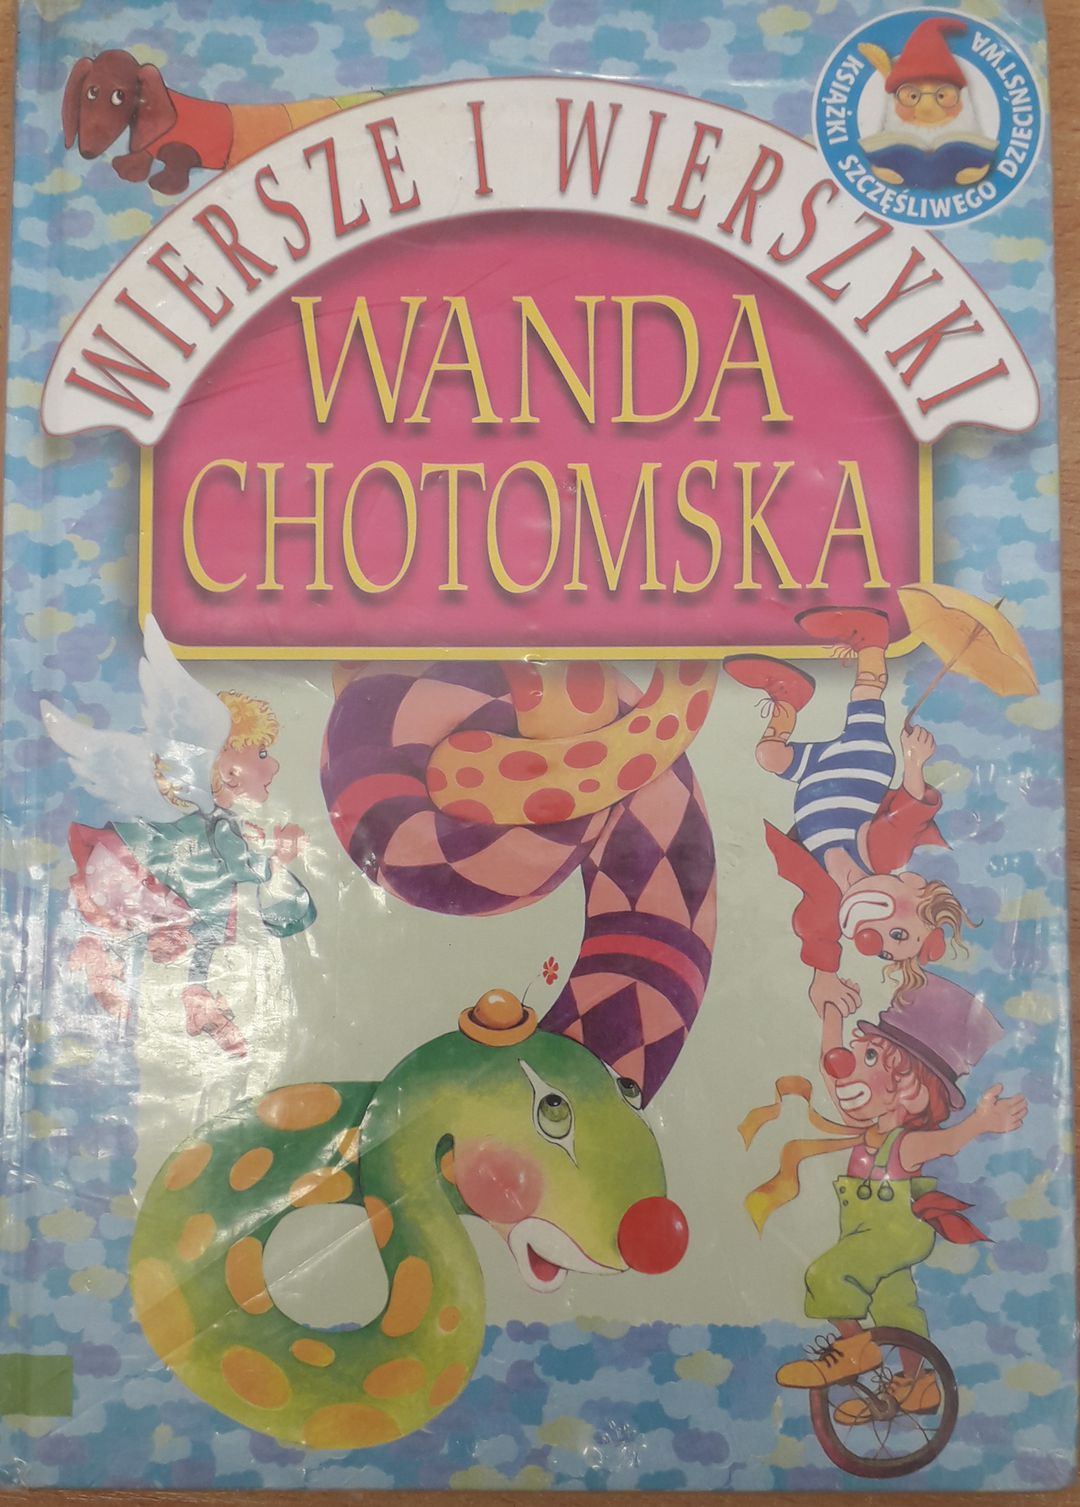 WIERSZE I WIERSZYKI
WANDA
CHOTOMSKA
KSIĄŻKI SZCZĘŚLIWEGO DZIECIŃSTWA